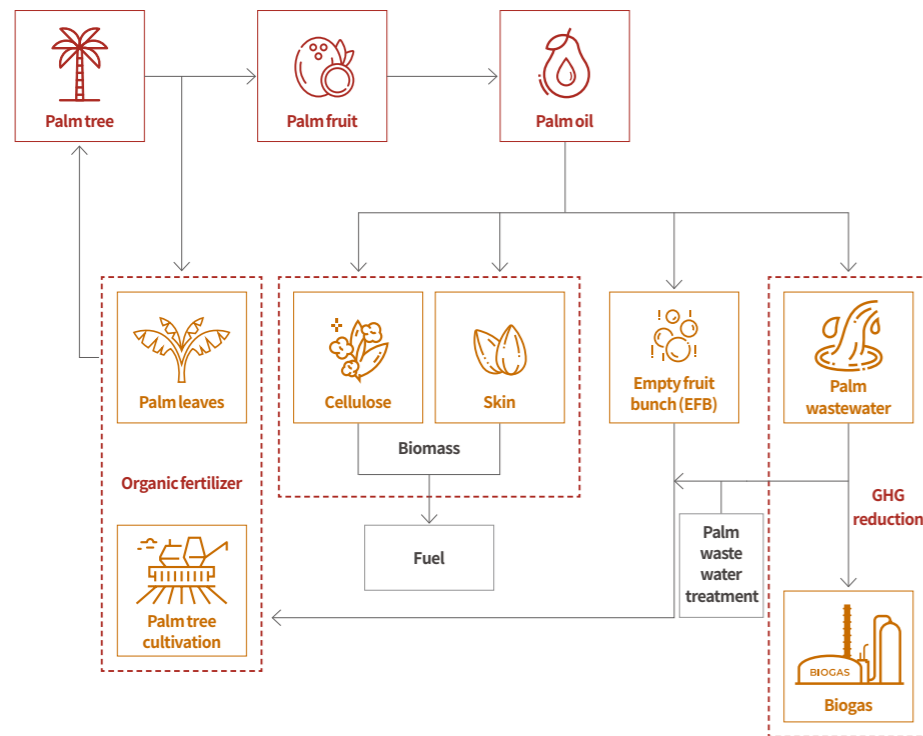 Palm tree
Palm fruit
Palm oil
Palm leaves
Cellulose
Skin
Empty fruit
bunch (EFB)
Palm
wastewater
Biomass
Organic fertilizer
GHG
reduction
Palm
waste
water
treatment
Fuel
Palm tree
cultivation
BIOGAS
Biogas